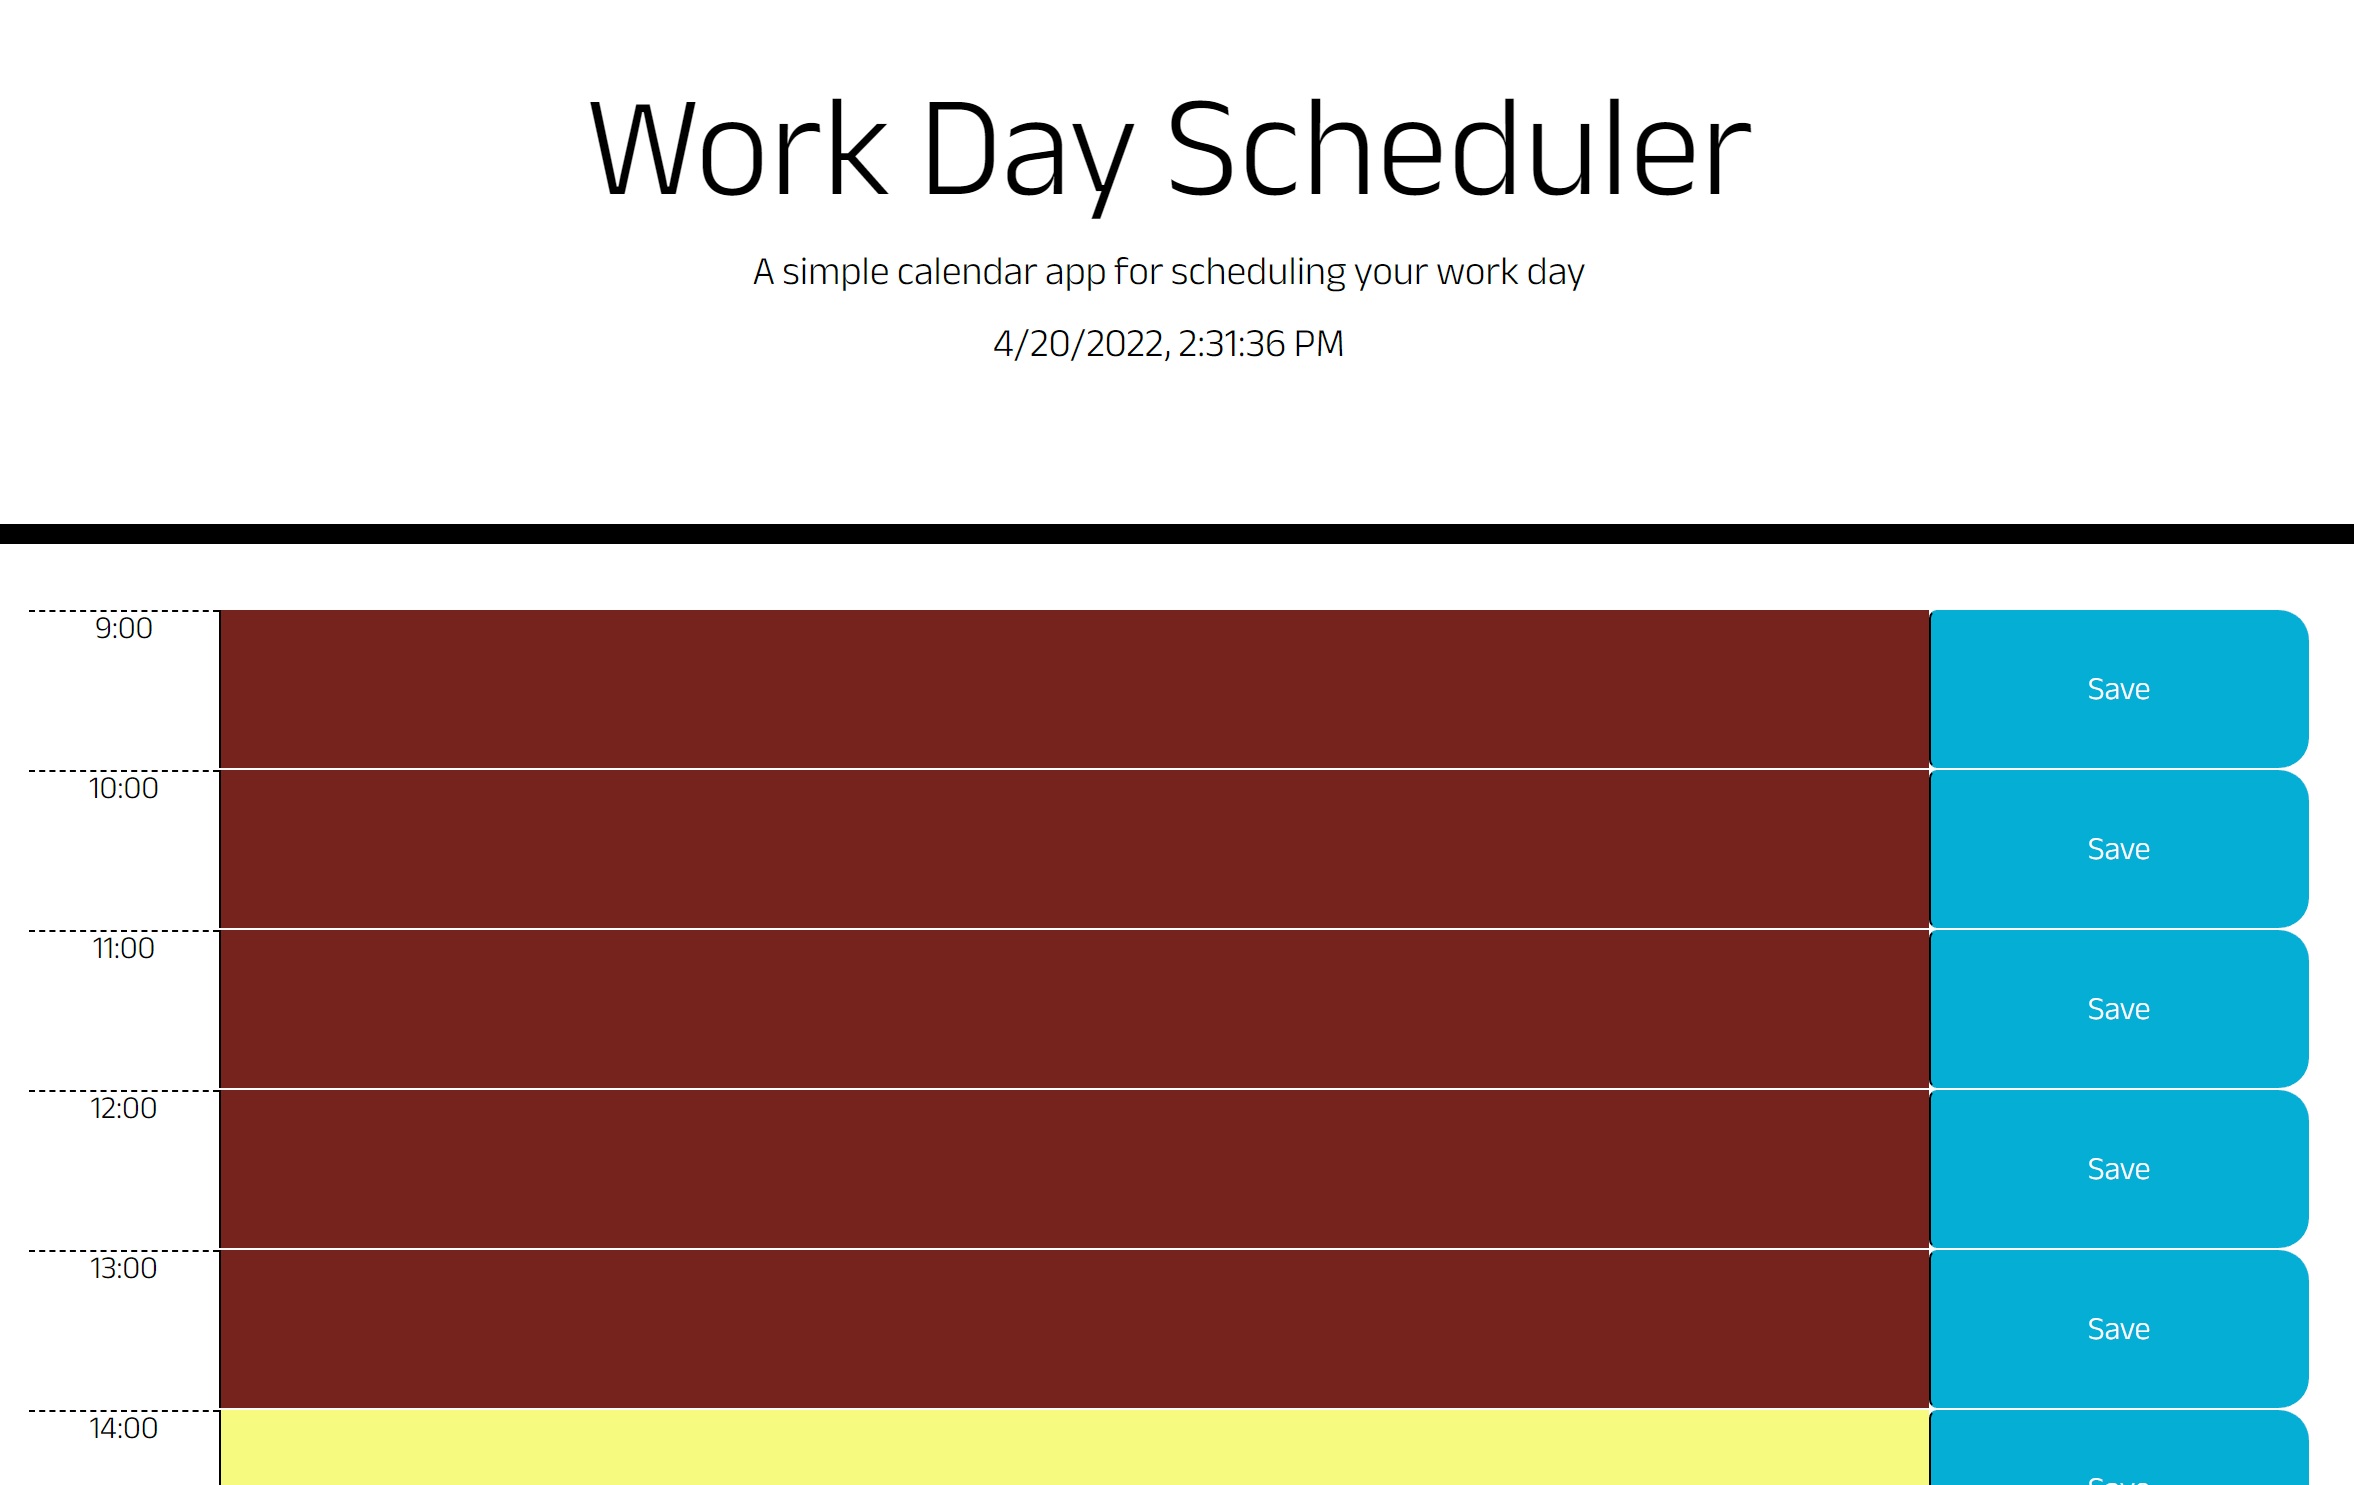 Work Day Scheduler
A simple calendar app for scheduling your work day
4/20/2022, 2:31:36 PM
9:00
Save
10:00
Save
11:00
Save
12:00
Save
13:00
Save
14:00